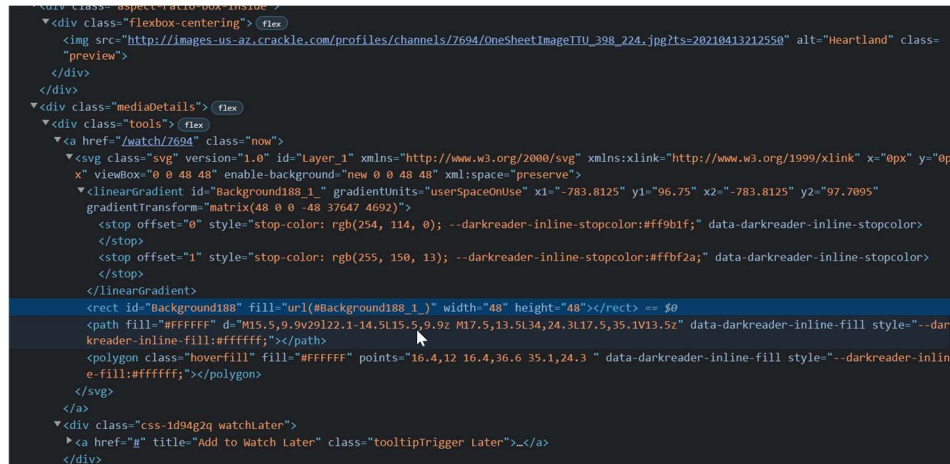 <div class="aspect-ratio-box-inside">
▼<div class="flexbox-centering"> flex
<img src="http://images-us-az.crackle.com/profiles/channels/7694/OneSheetImageTTU_398_224.jpg?ts=20210413212550" alt="Heartland" class=
"preview">
</div>
</div>
▼<div class="mediaDetails"> flex
▼<div class="tools"> flex
▼<a href="/watch/7694" class="now">
▼<svg class="svg" version="1.0" id="Layer_1" xmlns="http://www.w3.org/2000/svg" xmlns:xlink="http://www.w3.org/1999/xlink" x="0px" y="0p
x" viewBox="0 0 48 48" enable-background="new 0 0 48 48" xml:space="preserve">
▼<linearGradient id="Background188_1_" gradientUnits="userSpaceOnUse" x1="-783.8125" y1="96.75" x2="-783.8125" y2="97.7095"
gradientTransform="matrix(48 0 0 -48 37647 4692)">
<stop offset="0" style="stop-color: rgb(254, 114, 0); --darkreader-inline-stopcolor:#ff9b1f;" data-darkreader-inline-stopcolor>
</stop>
<stop offset="1" style="stop-color: rgb(255, 150, 13); --darkreader-inline-stopcolor:#ffbf2a;" data-darkreader-inline-stopcolor>
</stop>
</linearGradient>
<rect id="Background188" fill="url(#Background188_1_)" width="48" height="48"></rect> == $0
<path fill="#FFFFFF" d="M15.5,9.9v29l22.1-14.5L15.5,9.9z M17.5,13.5L34,24.3L17.5,35.1V13.5z" data-darkreader-inline-fill style="--dar
kreader-inline-fill:#ffffff;"></path>
<polygon class="hoverfill" fill="#FFFFFF" points="16.4,12 16.4,36.6 35.1,24.3 " data-darkreader-inline-fill style="--darkreader-inlin
e-fill:#ffffff;"></polygon>
</svg>
</a>
▼<div class="css-1d94g2q watchLater">
▶<a href="#" title="Add to Watch Later" class="tooltipTrigger Later">…</a>
</div>